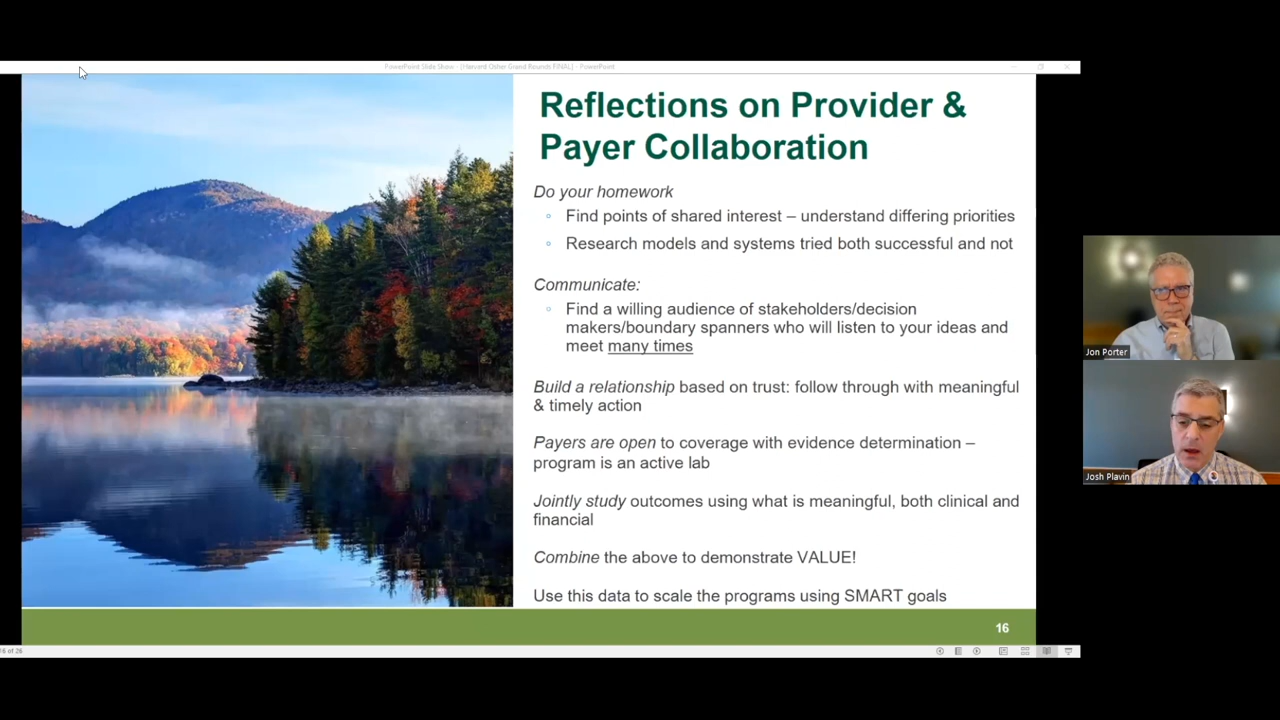 PowerPoint Slide Show - [Harvard Osher Grand Rounds FINAL] - PowerPoint
Reflections on Provider &
Payer Collaboration
Do your homework
Find points of shared interest – understand differing priorities
Research models and systems tried both successful and not
Communicate:
Find a willing audience of stakeholders/decision
makers/boundary spanners who will listen to your ideas and
meet many times
Build a relationship based on trust: follow through with meaningful
& timely action
Payers are open to coverage with evidence determination –
program is an active lab
Jointly study outcomes using what is meaningful, both clinical and
financial
Combine the above to demonstrate VALUE!
Use this data to scale the programs using SMART goals
16
16 of 26
Jon Porter
Josh Plavin